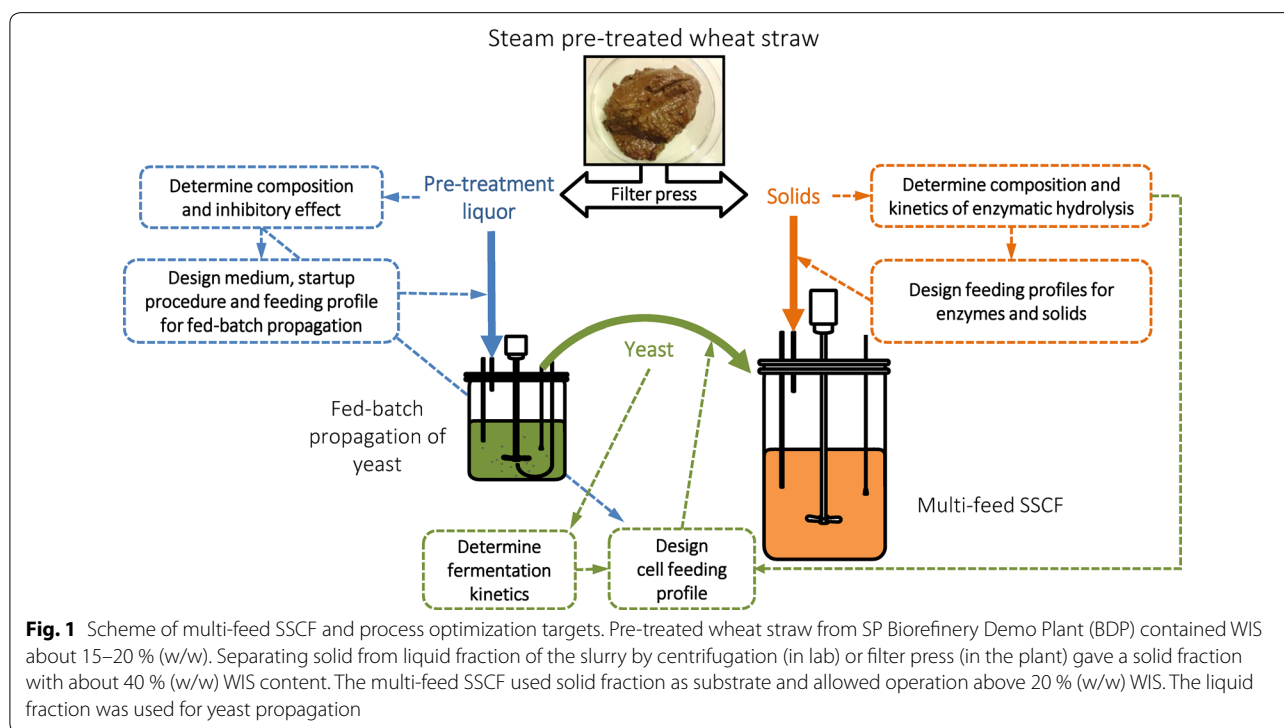 Steam pre-treated wheat straw
Filter press
Pre-treatment
liquor
Solids
Determine composition
and inhibitory effect
Determine composition and
kinetics of enzymatic hydrolysis
Design medium, startup
procedure and feeding profile
for fed-batch propagation
Design feeding profiles for
enzymes and solids
Yeast
Fed-batch
propagation of
yeast
Multi-feed SSCF
Determine
fermentation
kinetics
Design
cell feeding
profile
Fig. 1 Scheme of multi-feed SSCF and process optimization targets. Pre-treated wheat straw from SP Biorefinery Demo Plant (BDP) contained WIS
about 15–20 % (w/w). Separating solid from liquid fraction of the slurry by centrifugation (in lab) or filter press (in the plant) gave a solid fraction
with about 40 % (w/w) WIS content. The multi-feed SSCF used solid fraction as substrate and allowed operation above 20 % (w/w) WIS. The liquid
fraction was used for yeast propagation